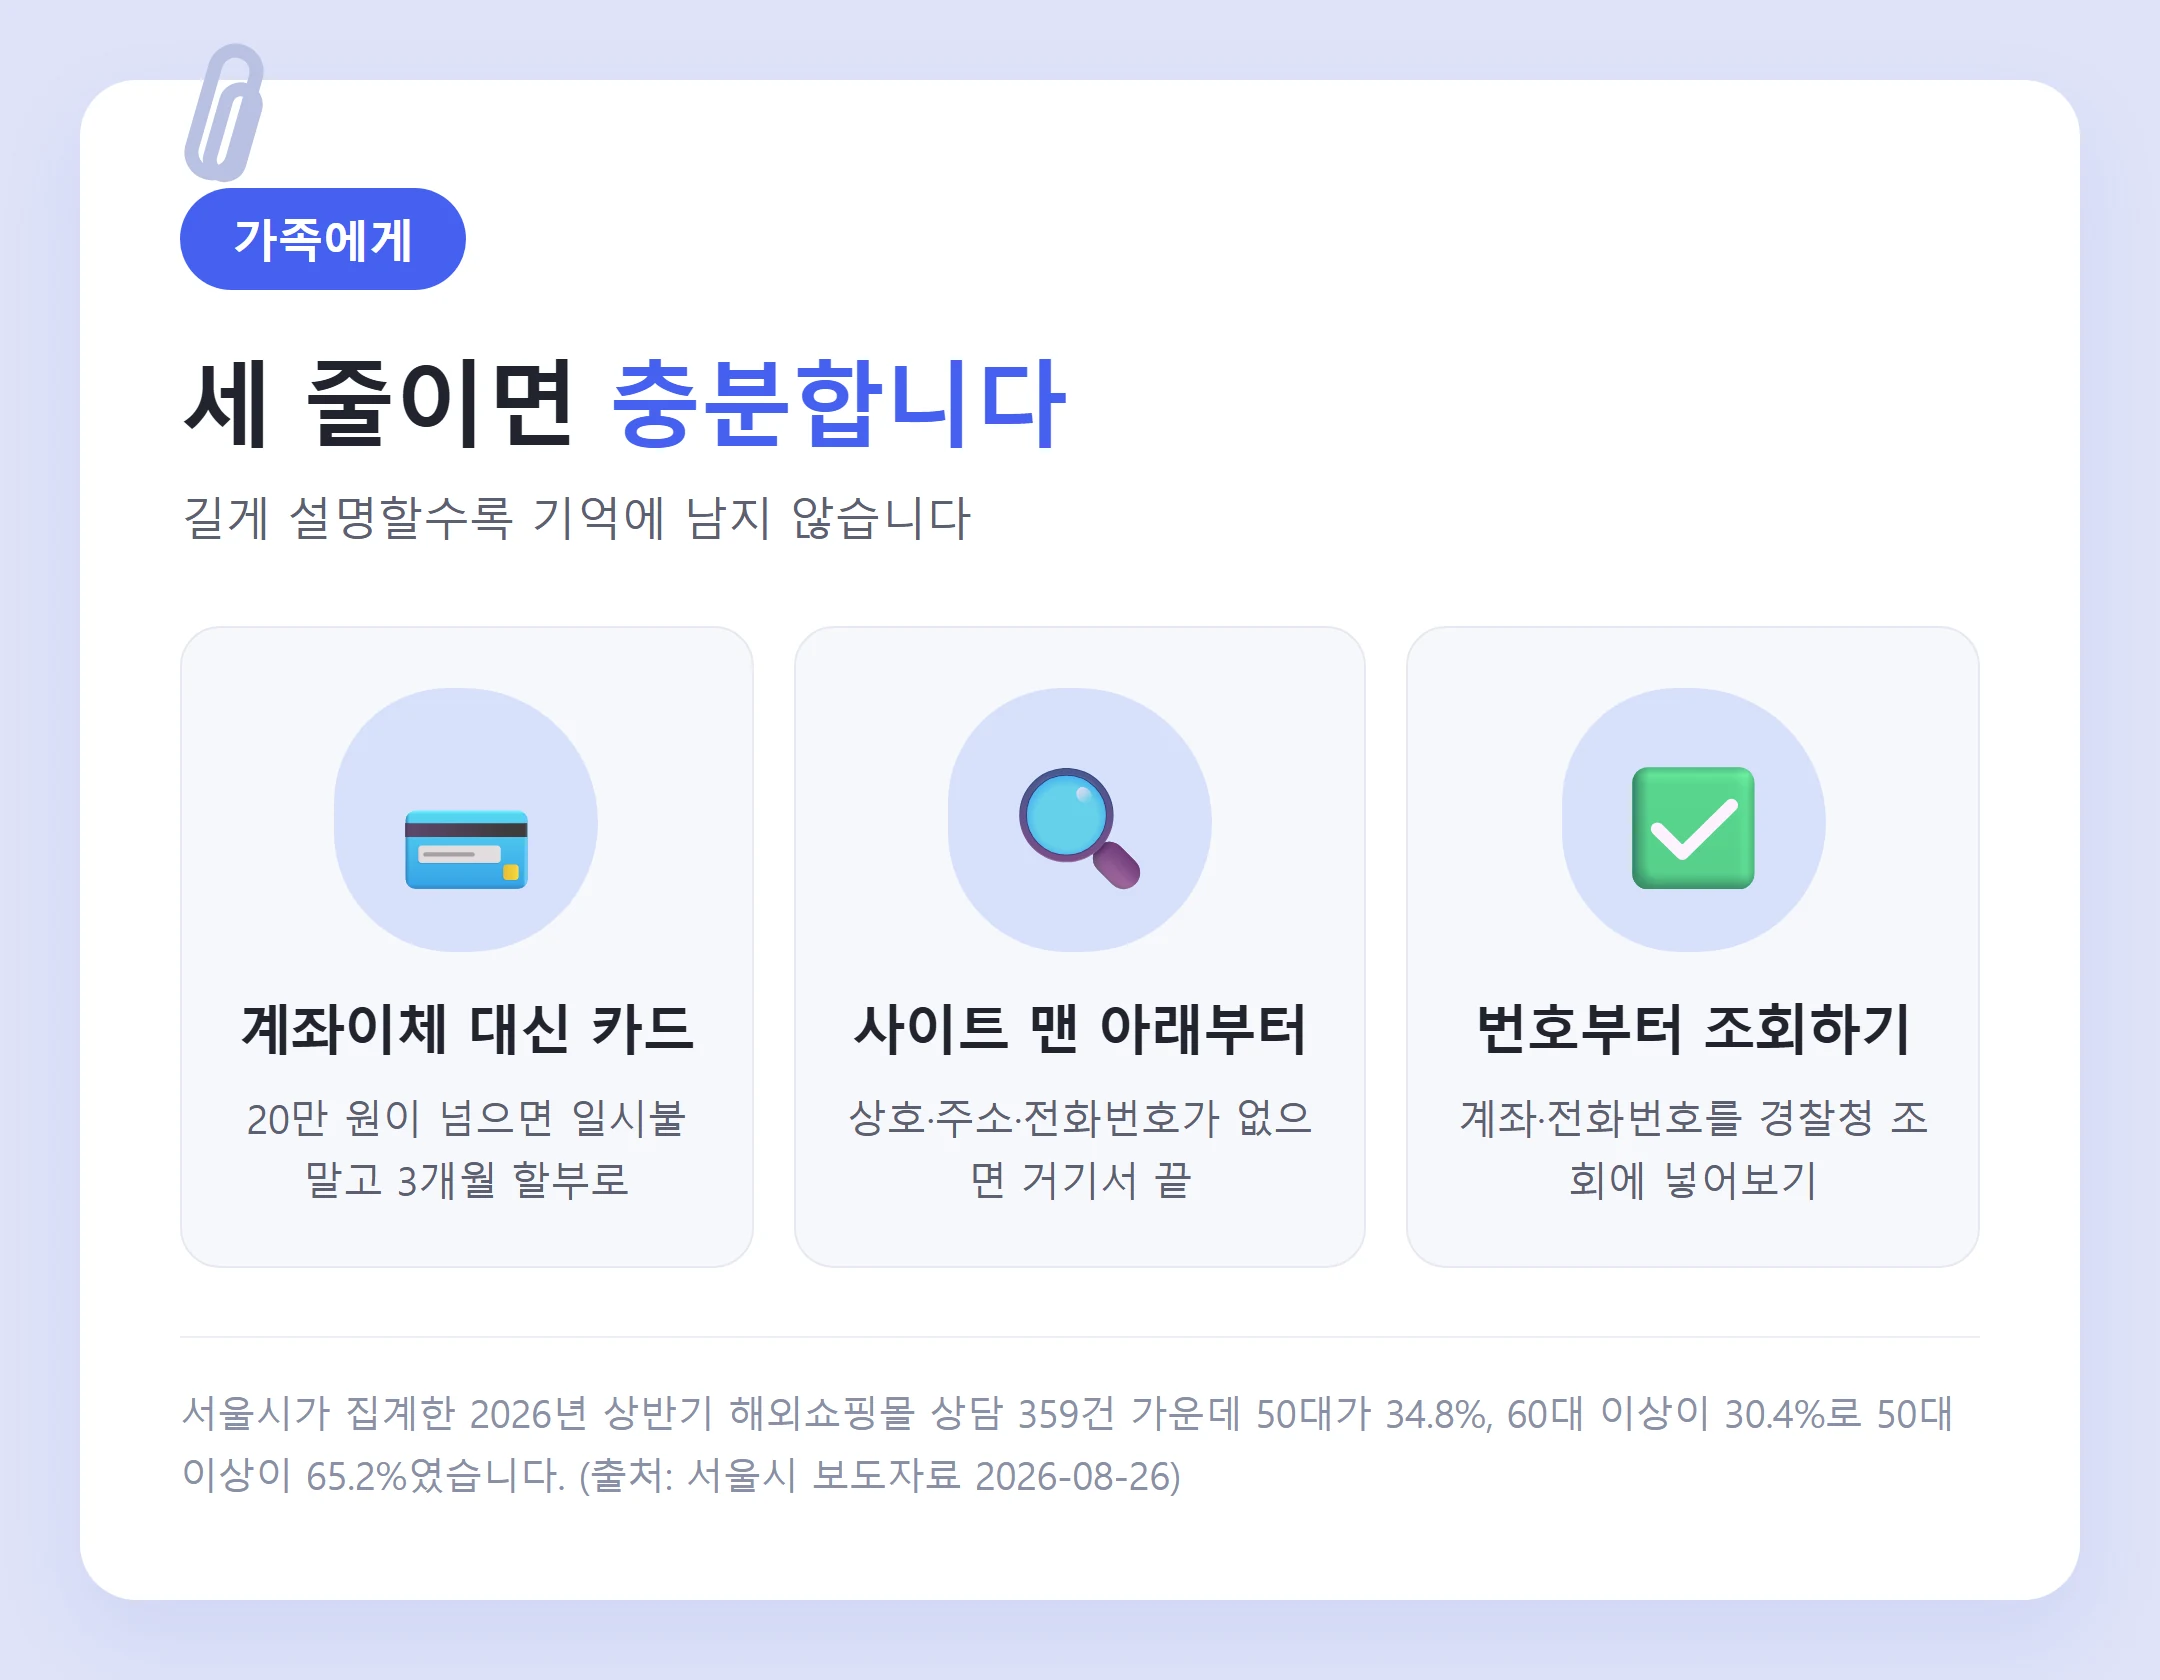 가족에게
세 줄이면 충분합니다
길게 설명할수록 기억에 남지 않습니다
계좌이체 대신 카드
20만 원이 넘으면 일시불
말고 3개월 할부로
사이트 맨 아래부터
상호·주소·전화번호가 없으
면 거기서 끝
번호부터 조회하기
계좌·전화번호를 경찰청 조
회에 넣어보기
서울시가 집계한 2026년 상반기 해외쇼핑몰 상담 359건 가운데 50대가 34.8%, 60대 이상이 30.4%로 50대
이상이 65.2%였습니다. (출처: 서울시 보도자료 2026-08-26)